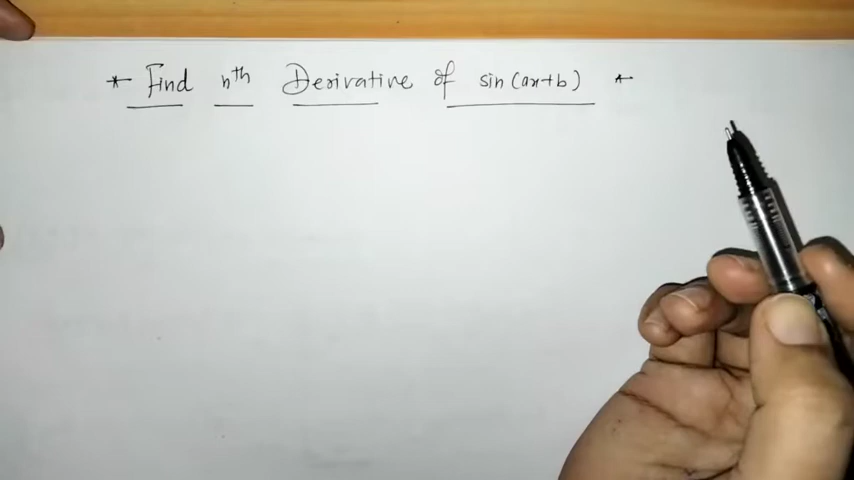 * Find nth Derivative of sin(ax+b) *